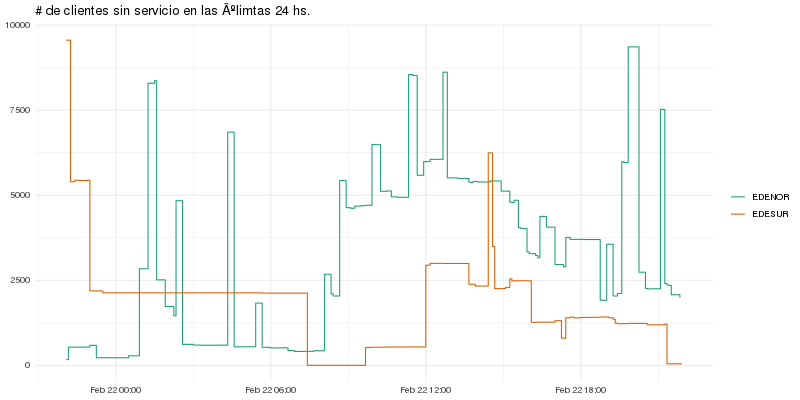 # de clientes sin servicio en las Ãºlimtas 24 hs.
10000
7500
5000
2500
0
Feb 22 00:00 Feb 22 06:00 Feb 22 12:00 Feb 22 18:00
EDENOR
EDESUR